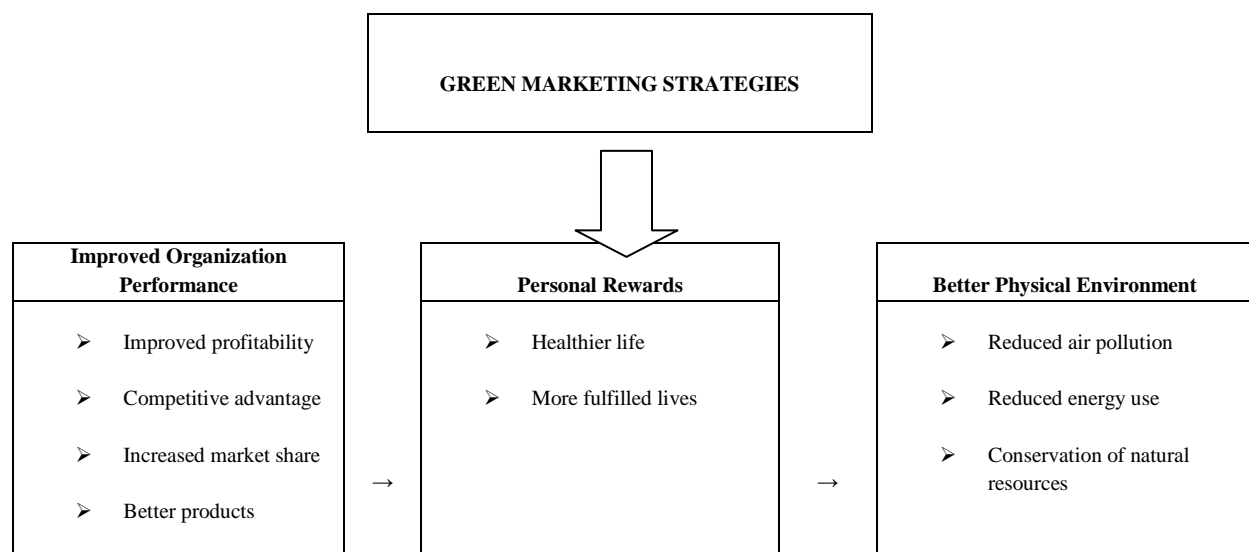 GREEN MARKETING STRATEGIES
Improved Organization
Performance
➢ Improved profitability
➢ Competitive advantage
➢ Increased market share
➢ Better products
→
Personal Rewards
➢ Healthier life
➢ More fulfilled lives
→
Better Physical Environment
➢ Reduced air pollution
➢ Reduced energy use
➢ Conservation of natural
resources